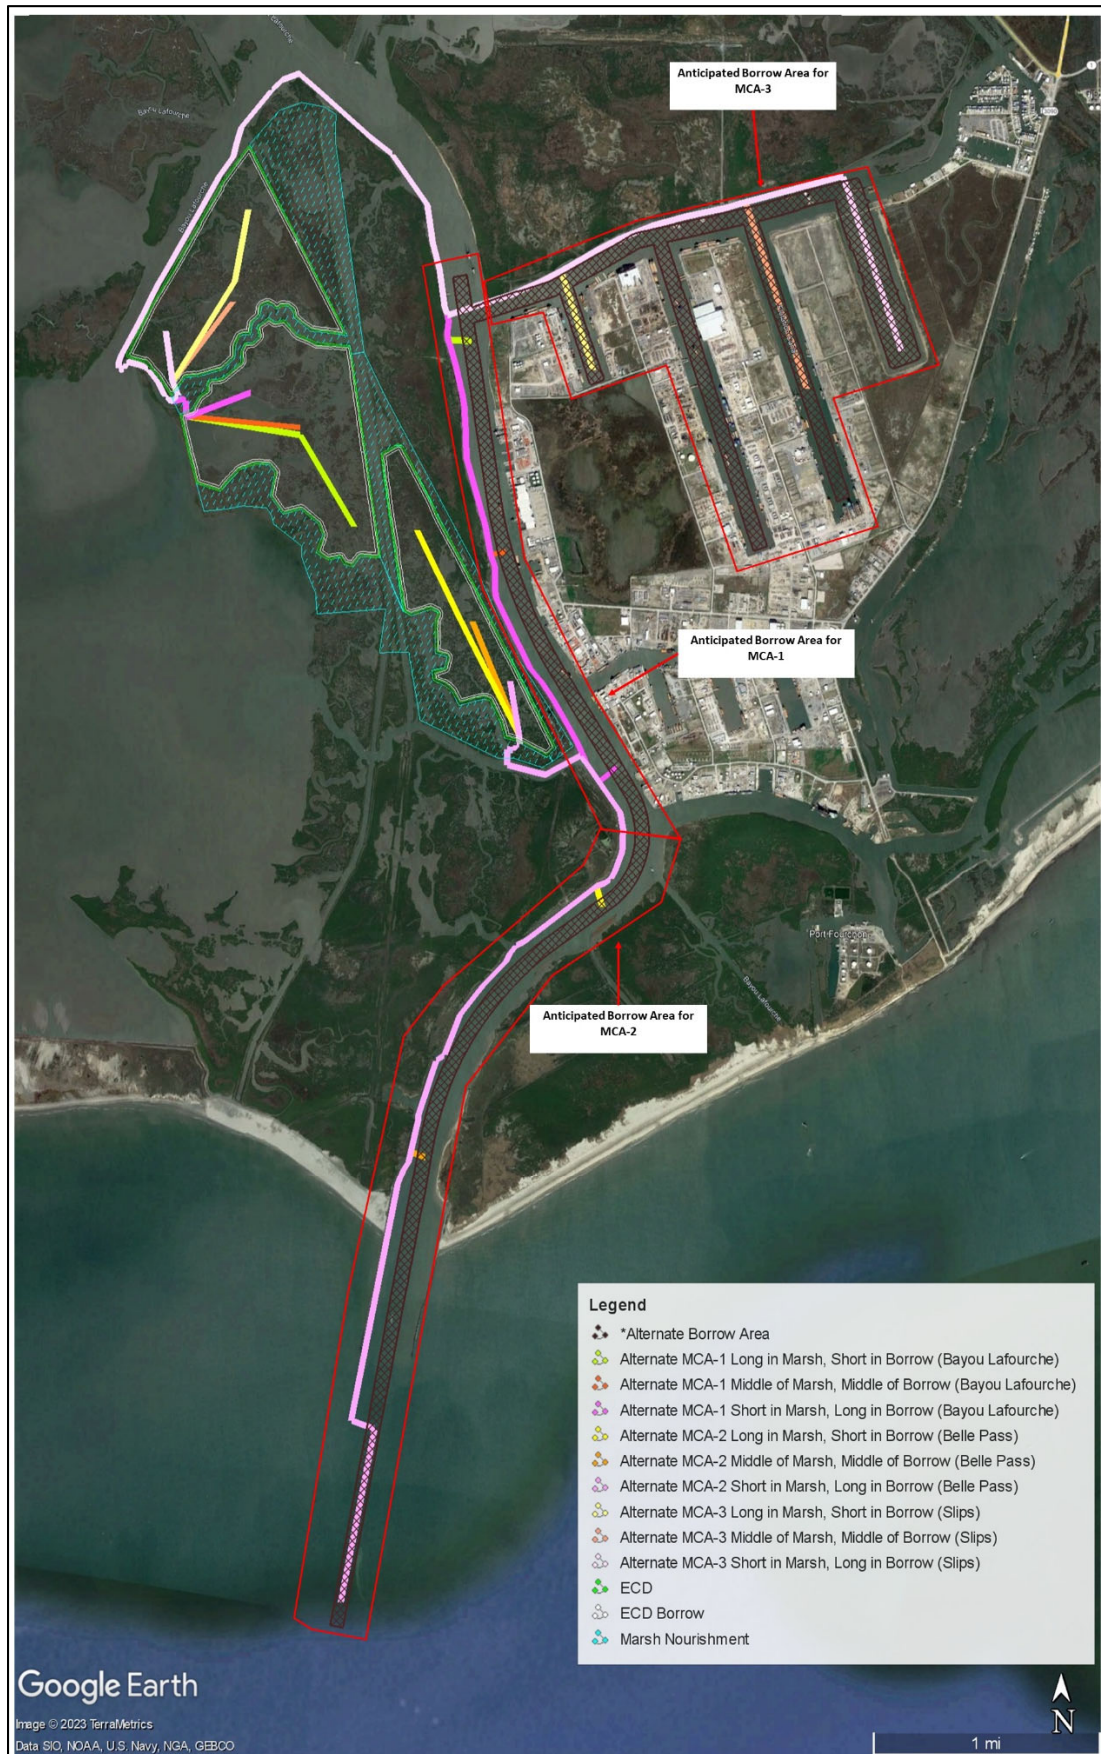 Bayou Lafourche
Anticipated Borrow Area for
MCA-3
Bayou Lafourche
Bayou Lafourche
Anticipated Borrow Area for
MCA-1
Port Fourchon
Bayou Lafourche
Anticipated Borrow Area for
MCA-2
Legend
*Alternate Borrow Area
Alternate MCA-1 Long in Marsh, Short in Borrow (Bayou Lafourche)
Alternate MCA-1 Middle of Marsh, Middle of Borrow (Bayou Lafourche)
Alternate MCA-1 Short in Marsh, Long in Borrow (Bayou Lafourche)
Alternate MCA-2 Long in Marsh, Short in Borrow (Belle Pass)
Alternate MCA-2 Middle of Marsh, Middle of Borrow (Belle Pass)
Alternate MCA-2 Short in Marsh, Long in Borrow (Belle Pass)
Alternate MCA-3 Long in Marsh, Short in Borrow (Slips)
Alternate MCA-3 Middle of Marsh, Middle of Borrow (Slips)
Alternate MCA-3 Short in Marsh, Long in Borrow (Slips)
ECD
ECD Borrow
Marsh Nourishment
Google Earth
Image © 2023 TerraMetrics
Data SIO, NOAA, U.S. Navy, NGA, GEBCO
N
1 mi